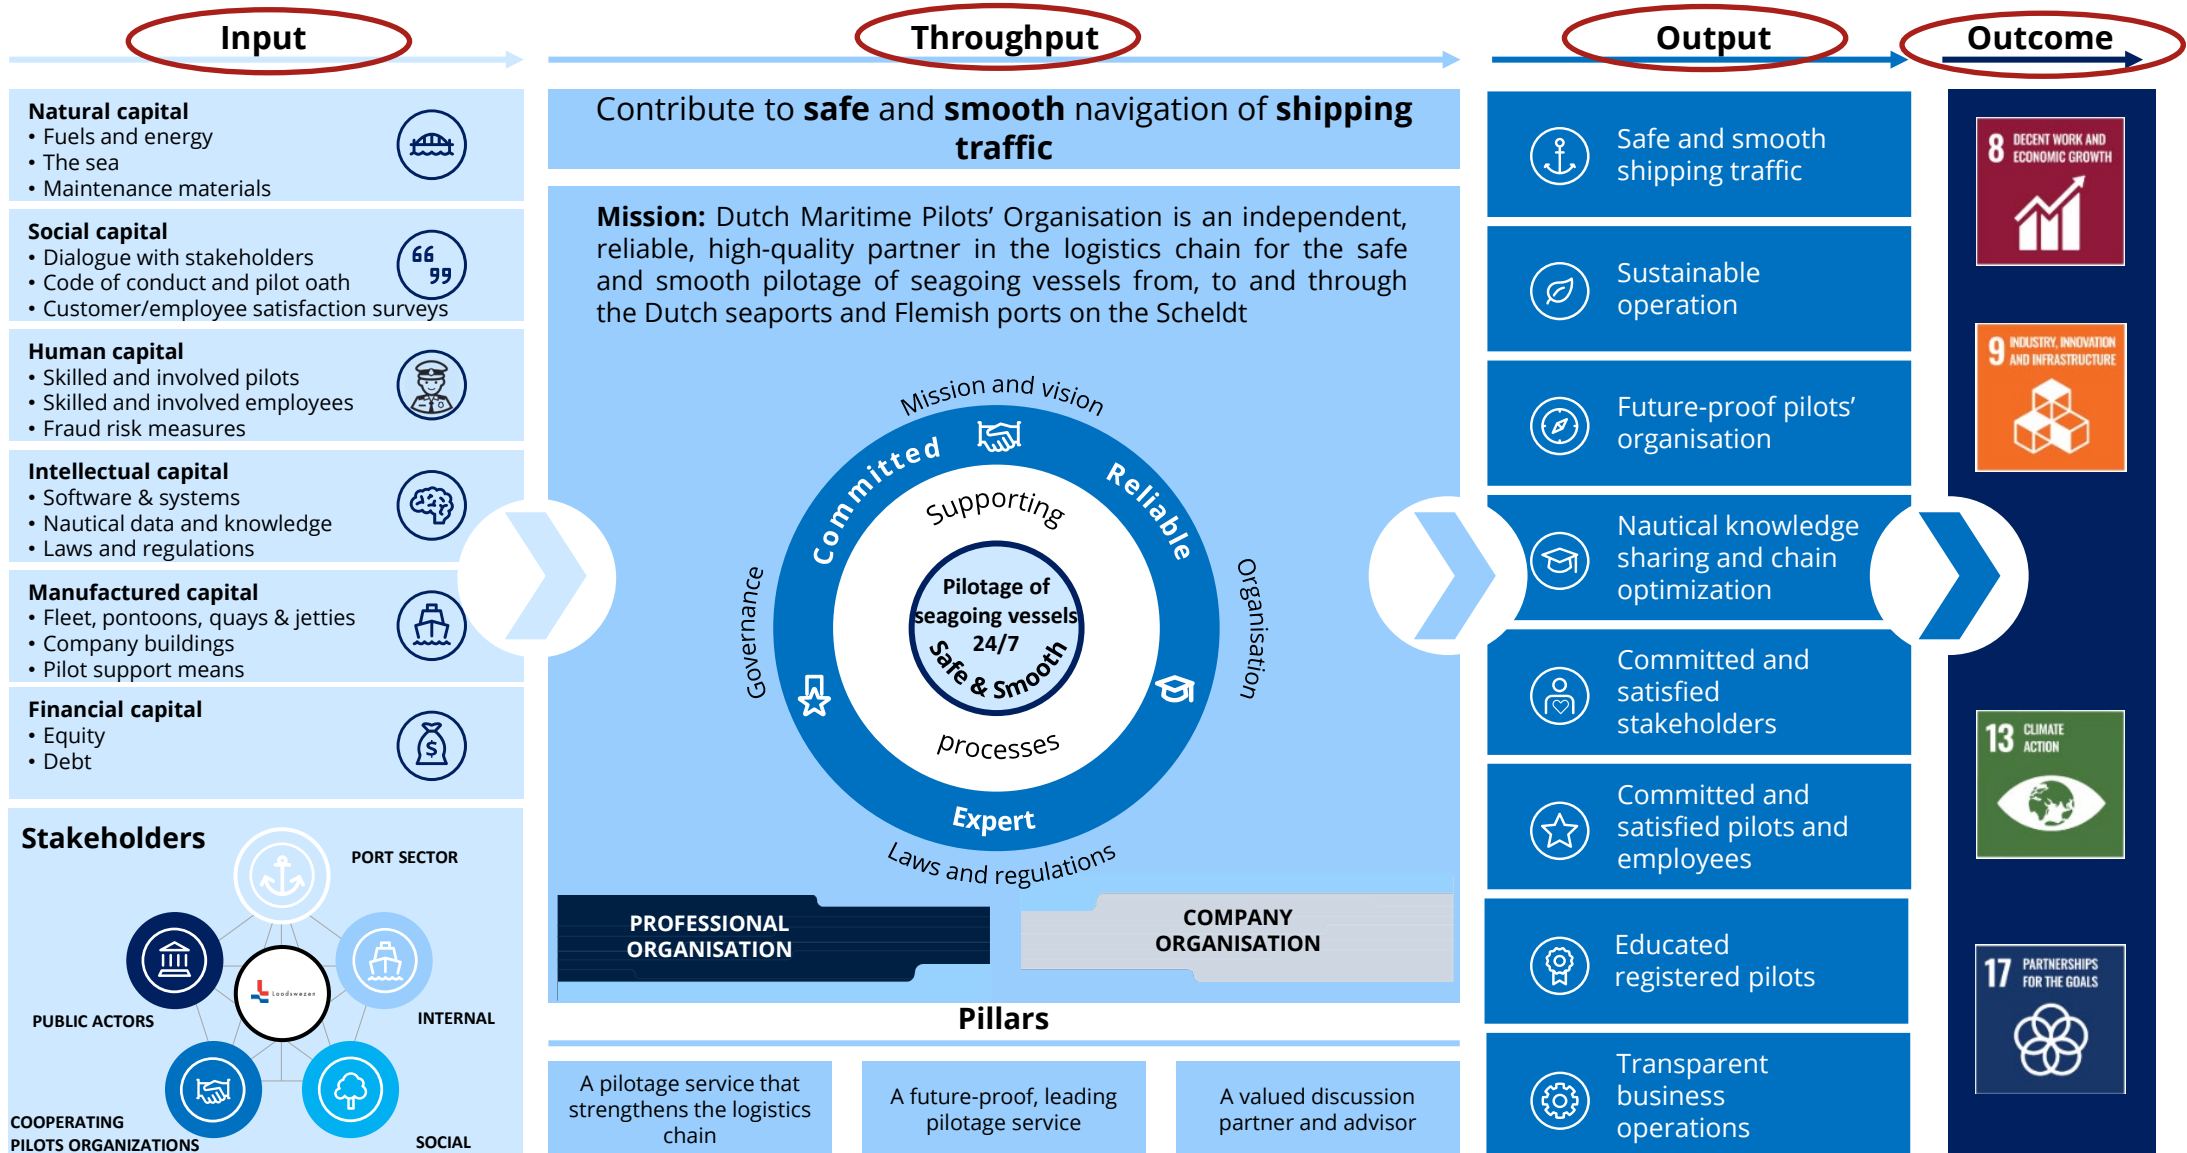 Input
Natural capital
• Fuels and energy
• The sea
• Maintenance materials
Social capital
• Dialogue with stakeholders
• Code of conduct and pilot oath
• Customer/employee satisfaction surveys
66
99
Human capital
• Skilled and involved pilots
• Skilled and involved employees
• Fraud risk measures
Intellectual capital
• Software & systems
• Nautical data and knowledge
• Laws and regulations
Manufactured capital
• Fleet, pontoons, quays & jetties
• Company buildings
• Pilot support means
Financial capital
• Equity
• Debt
$
Stakeholders
PORT SECTOR
PUBLIC ACTORS
Loodswezen
INTERNAL
COOPERATING
PILOTS ORGANIZATIONS
SOCIAL
Throughput
Contribute to safe and smooth navigation of shipping
traffic
Mission: Dutch Maritime Pilots’ Organisation is an independent,
reliable, high-quality partner in the logistics chain for the safe
and smooth pilotage of seagoing vessels from, to and through
the Dutch seaports and Flemish ports on the Scheldt
Mission and vision
Committed
Reliable
Supporting
Governance
Organisation
Pilotage of
seagoing vessels
24/7
Safe & Smooth
processes
Expert
Laws and regulations
PROFESSIONAL
ORGANISATION
COMPANY
ORGANISATION
Pillars
A pilotage service that
strengthens the logistics
chain
A future-proof, leading
pilotage service
A valued discussion
partner and advisor
Output
Safe and smooth
shipping traffic
Sustainable
operation
Future-proof pilots’
organisation
Nautical knowledge
sharing and chain
optimization
Committed and
satisfied
stakeholders
Committed and
satisfied pilots and
employees
Educated
registered pilots
Transparent
business
operations
Outcome
8 DECENT WORK AND
ECONOMIC GROWTH
9 INDUSTRY, INNOVATION
AND INFRASTRUCTURE
13 CLIMATE
ACTION
17 PARTNERSHIPS
FOR THE GOALS